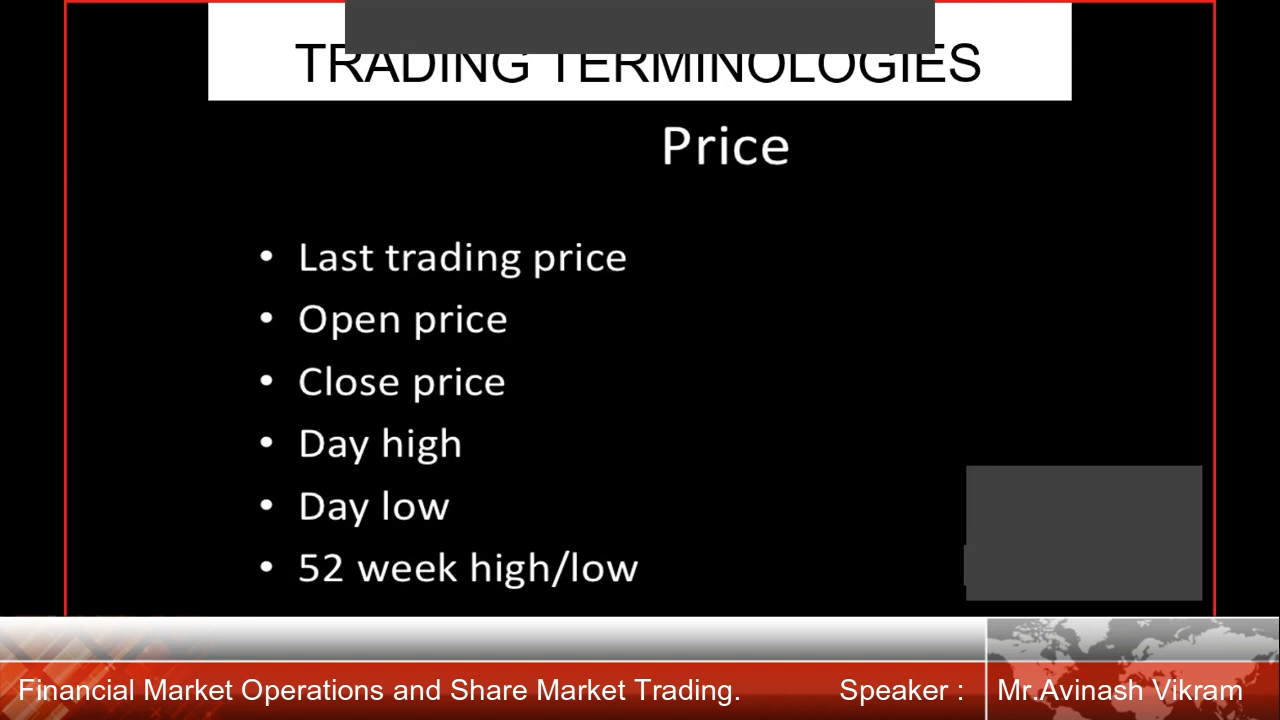 TRADING TERMINOLOGIES
Price
• Last trading price
• Open price
• Close price
• Day high
• Day low
• 52 week high/low
Financial Market Operations and Share Market Trading. Speaker : Mr.Avinash Vikram